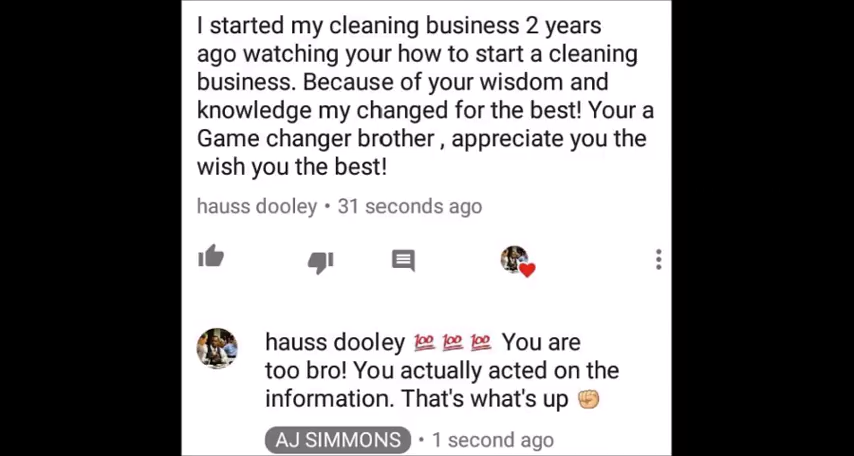 I started my cleaning business 2 years
ago watching your how to start a cleaning
business. Because of your wisdom and
knowledge my changed for the best! Your a
Game changer brother , appreciate you the
wish you the best!
hauss dooley • 31 seconds ago
hauss dooley 💯 💯 💯 You are
too bro! You actually acted on the
information. That's what's up ✊
AJ SIMMONS • 1 second ago